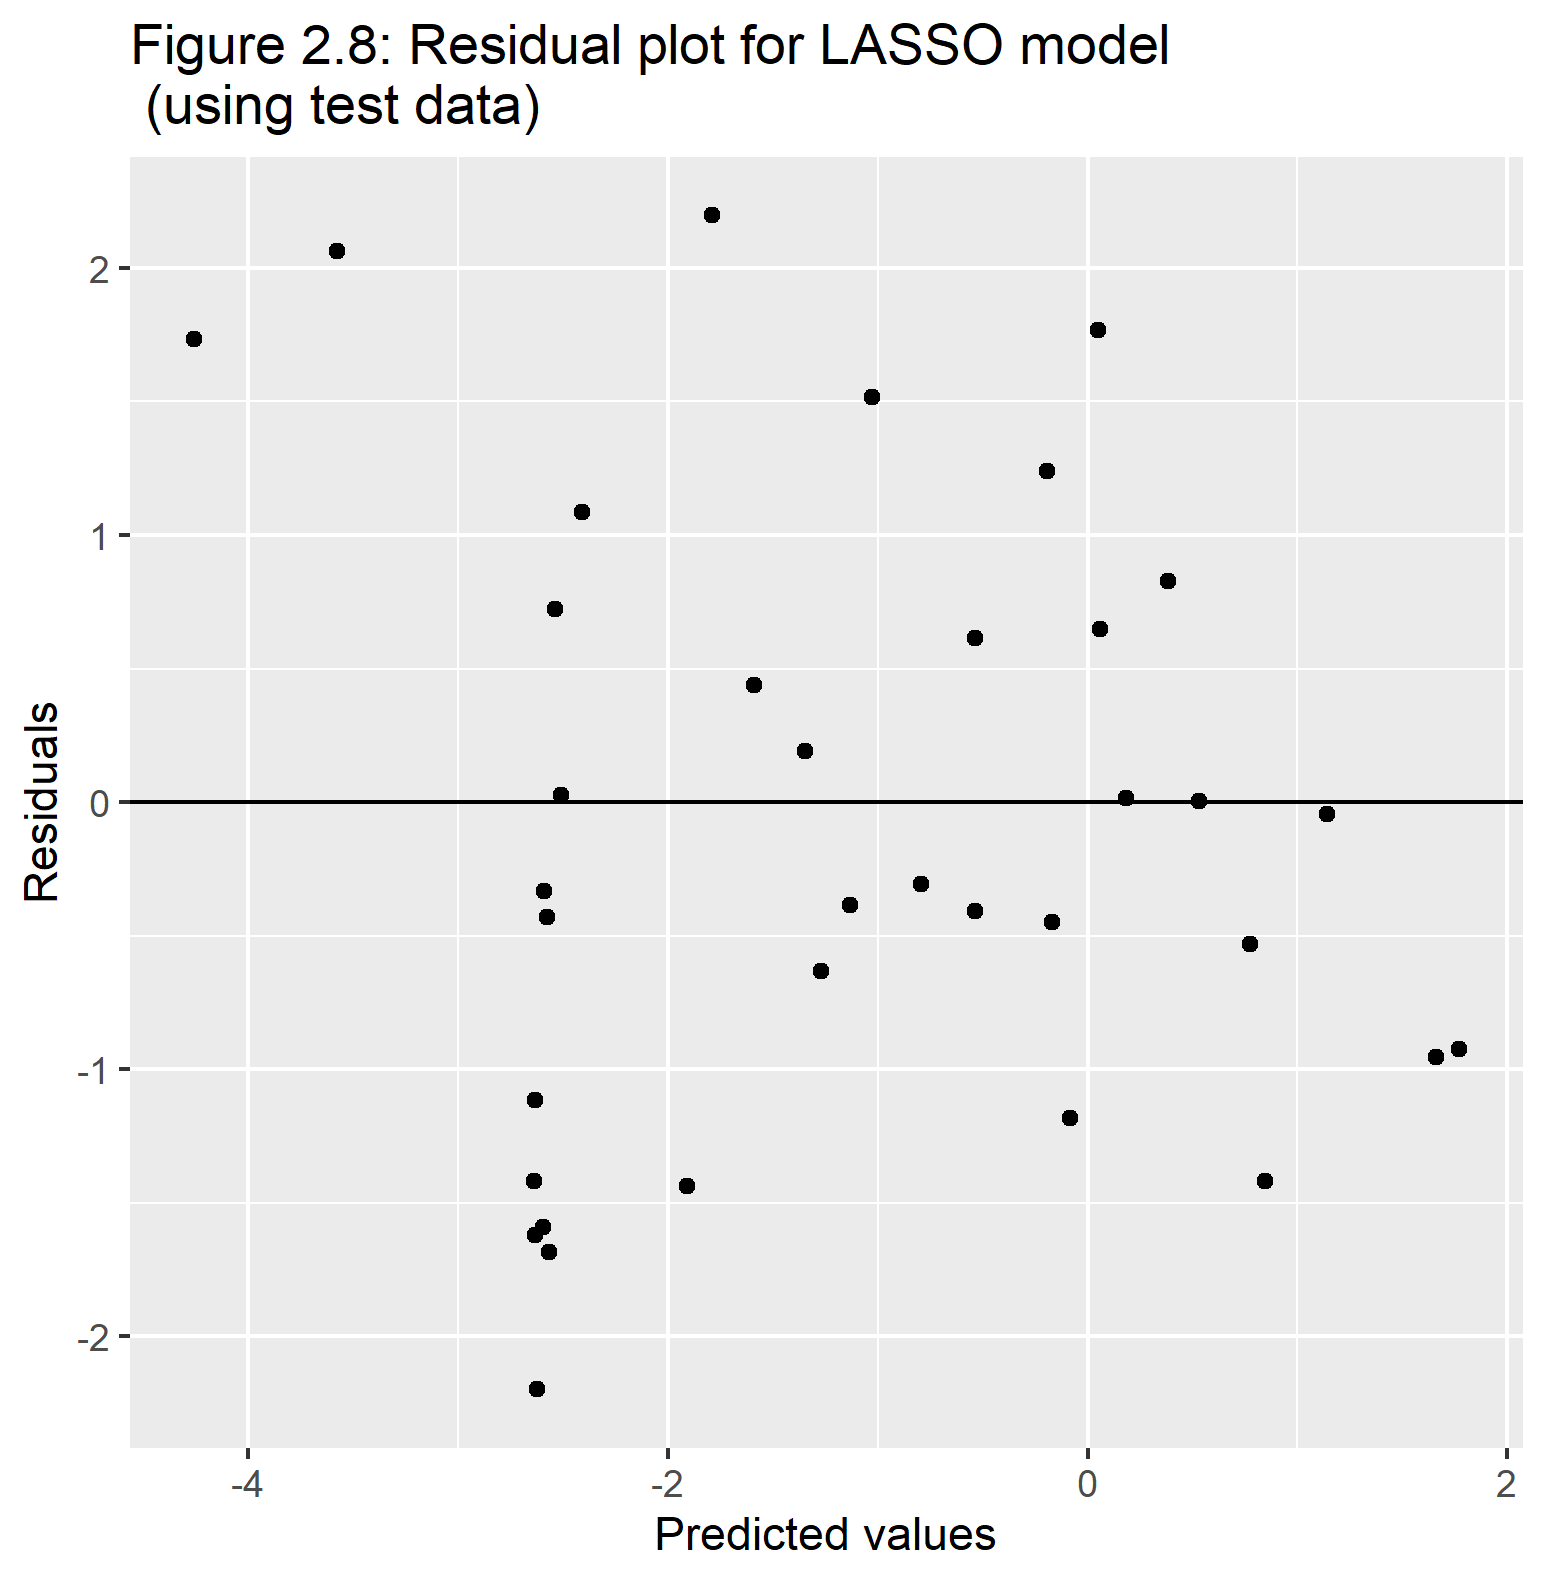 Figure 2.8: Residual plot for LASSO model
(using test data)
2
1
0
-1
-2
Residuals
-4
-2
0
2
Predicted values